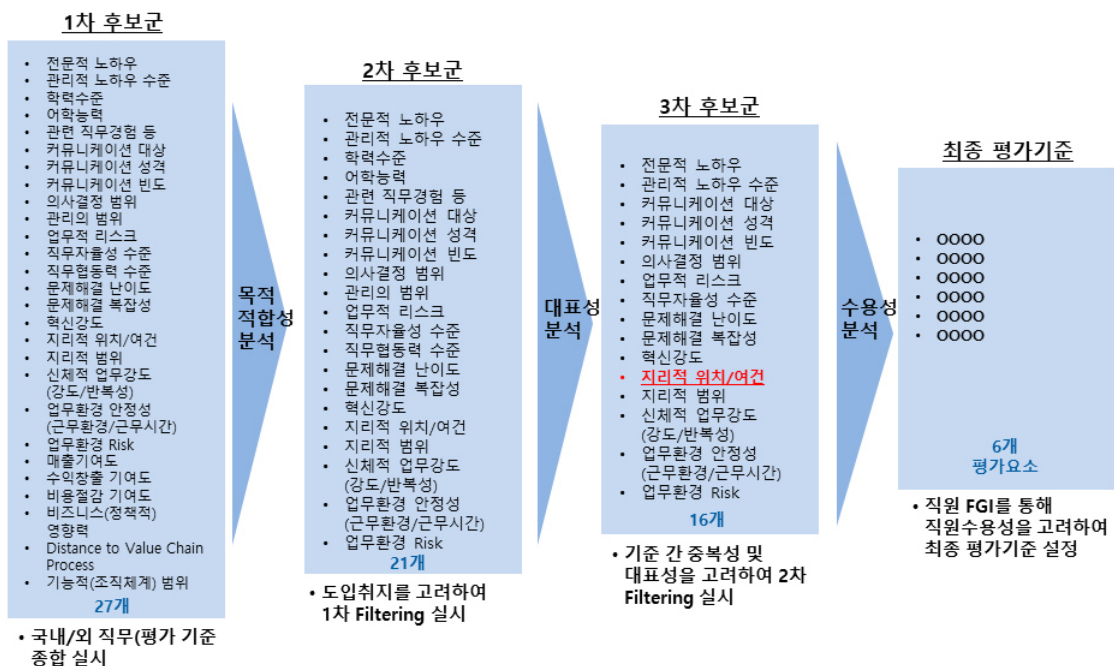 1차 후보군
• 전문적 노하우
• 관리적 노하우 수준
• 학력수준
• 어학능력
• 관련 직무경험 등
• 커뮤니케이션 대상
• 커뮤니케이션 성격
• 커뮤니케이션 빈도
• 의사결정 범위
• 관리의 범위
• 업무적 리스크
• 직무자율성 수준
• 직무협동력 수준
• 문제해결 난이도
• 문제해결 복잡성
• 혁신강도
• 지리적 위치/여건
• 지리적 범위
• 신체적 업무강도
(강도/반복성)
• 업무환경 안정성
(근무환경/근무시간)
• 업무환경 Risk
• 매출기여도
• 수익창출 기여도
• 비용절감 기여도
• 비즈니스(정책적)
영향력
• Distance to Value Chain
Process
• 기능적(조직체계) 범위
27개
• 국내/외 직무(평가 기준
종합 실시
목적
적합성
분석
2차 후보군
• 전문적 노하우
• 관리적 노하우 수준
• 학력수준
• 어학능력
• 관련 직무경험 등
• 커뮤니케이션 대상
• 커뮤니케이션 성격
• 커뮤니케이션 빈도
• 의사결정 범위
• 관리의 범위
• 업무적 리스크
• 직무자율성 수준
• 직무협동력 수준
• 문제해결 난이도
• 문제해결 복잡성
• 혁신강도
• 지리적 위치/여건
• 지리적 범위
• 신체적 업무강도
(강도/반복성)
• 업무환경 안정성
(근무환경/근무시간)
• 업무환경 Risk
21개
• 도입취지를 고려하여
1차 Filtering 실시
대표성
분석
3차 후보군
• 전문적 노하우
• 관리적 노하우 수준
• 커뮤니케이션 대상
• 커뮤니케이션 성격
• 커뮤니케이션 빈도
• 의사결정 범위
• 업무적 리스크
• 직무자율성 수준
• 문제해결 난이도
• 문제해결 복잡성
• 혁신강도
• 지리적 위치/여건
• 지리적 범위
• 신체적 업무강도
(강도/반복성)
• 업무환경 안정성
(근무환경/근무시간)
• 업무환경 Risk
16개
• 기준 간 중복성 및
대표성을 고려하여 2차
Filtering 실시
수용성
분석
최종 평가기준
• OOOO
• OOOO
• OOOO
• OOOO
• OOOO
• OOOO
6개
평가요소
• 직원 FGI를 통해
직원수용성을 고려하여
최종 평가기준 설정